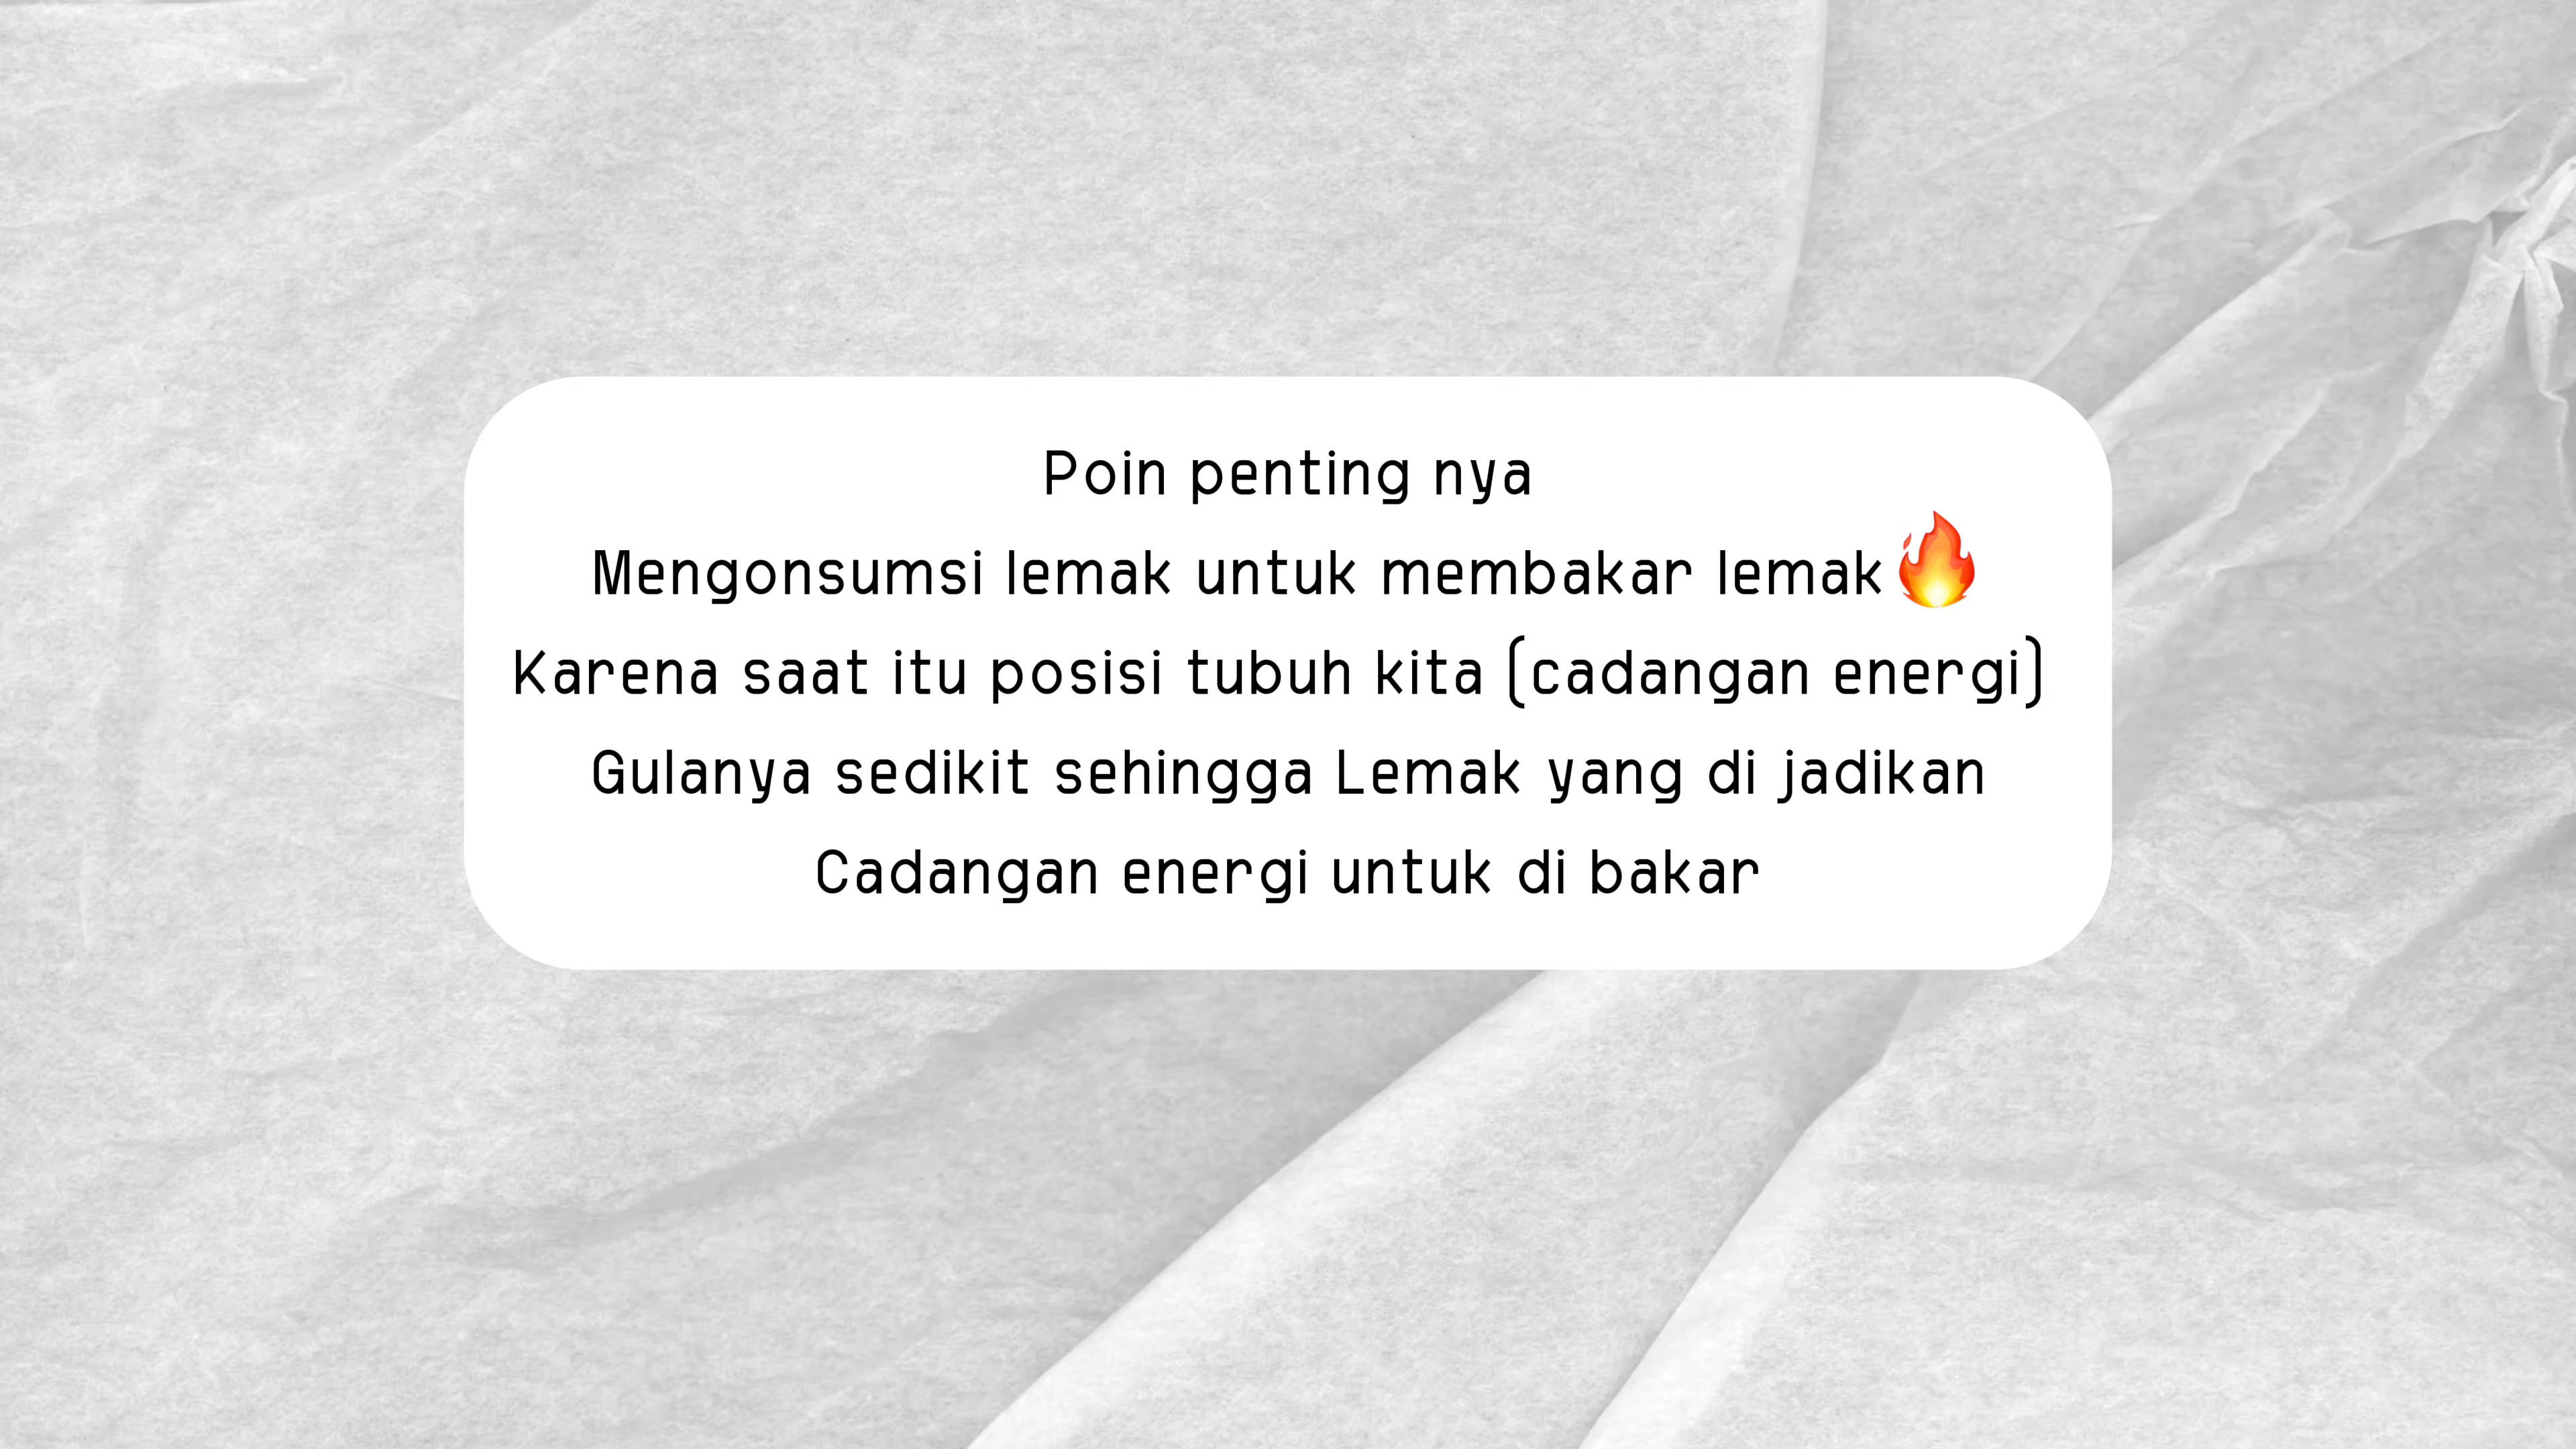 Poin penting nya
Mengonsumsi lemak untuk membakar lemak🔥
Karena saat itu posisi tubuh kita (cadangan energi)
Gulanya sedikit sehingga Lemak yang di jadikan
Cadangan energi untuk di bakar